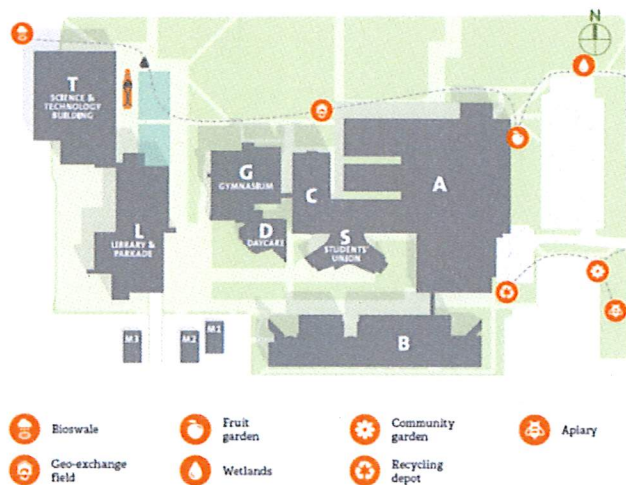 N
T
SCIENCE &
TECHNOLOGY
BUILDING
G
GYMNASIUM
C
A
L
LIBRARY &
PARKADE
D
DAYCARE
S
STUDENTS'
UNION
M3
M2
M1
B
Bioswale
Fruit
garden
Community
garden
Apiary
Geo-exchange
field
Wetlands
Recycling
depot